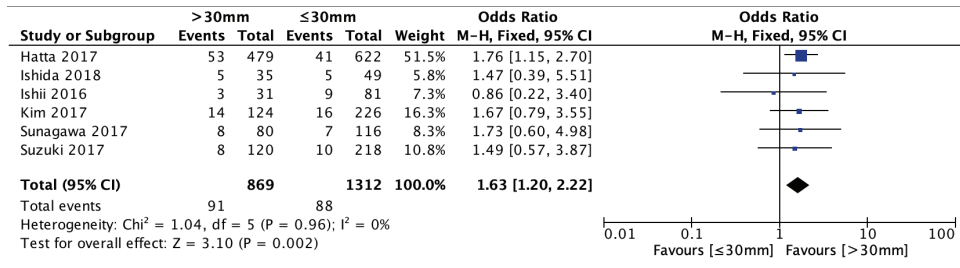 >30mm ≤30mm Odds Ratio Odds Ratio
Study or Subgroup Events Total Events Total Weight M-H, Fixed, 95% CI M-H, Fixed, 95% CI
Hatta 2017 53 479 41 622 51.5% 1.76 [1.15, 2.70]
Ishida 2018 5 35 5 49 5.8% 1.47 [0.39, 5.51]
Ishii 2016 3 31 9 81 7.3% 0.86 [0.22, 3.40]
Kim 2017 14 124 16 226 16.3% 1.67 [0.79, 3.55]
Sunagawa 2017 8 80 7 116 8.3% 1.73 [0.60, 4.98]
Suzuki 2017 8 120 10 218 10.8% 1.49 [0.57, 3.87]
Total (95% CI) 869 1312 100.0% 1.63 [1.20, 2.22]
Total events 91 88
Heterogeneity: Chi² = 1.04, df = 5 (P = 0.96); I² = 0%
Test for overall effect: Z = 3.10 (P = 0.002)
0.01 0.1 1 10 100
Favours [≤30mm] Favours [>30mm]